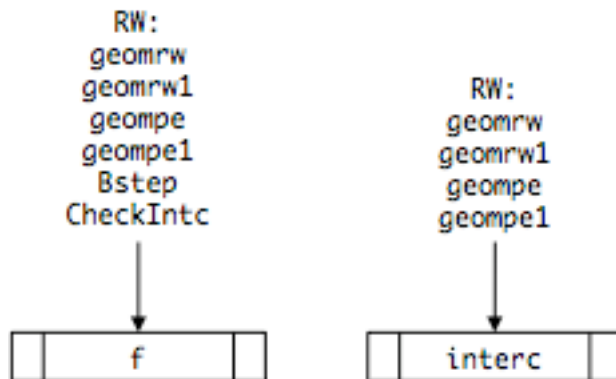 RW:
geomrw
geomrw1
geompe
geompe1
Bstep
CheckIntc
f
RW:
geomrw
geomrw1
geompe
geompe1
interc